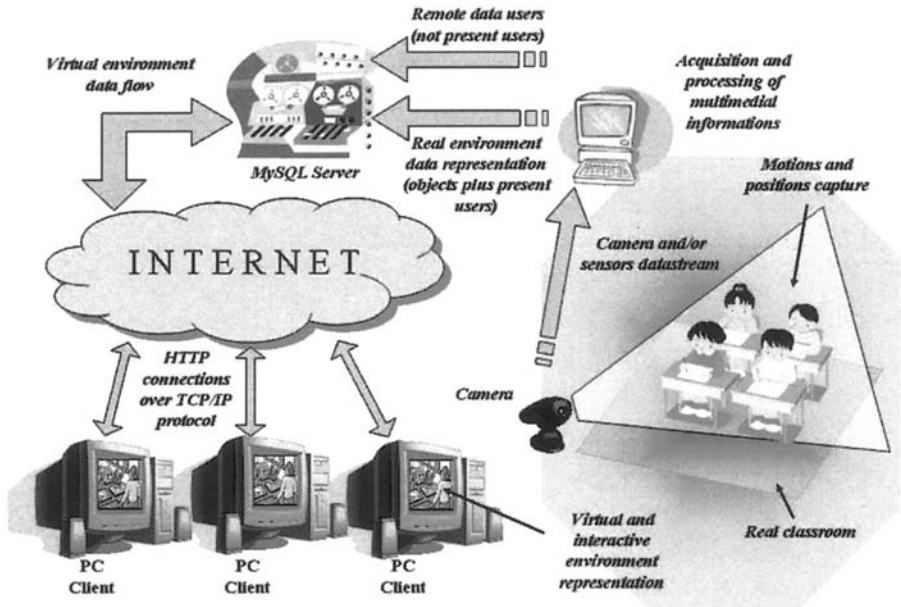 Remote data users
(not present users)
Virtual environment
data flow
Acquisition and
processing of
multimedial
informations
MySQL Server
Real environment
data representation
(objects plus present
users)
Motions and
positions capture
INTERNET
Camera and/or
sensors datastream
HTTP
connections
over TCP/IP
protocol
Camera
Real classroom
Virtual and
interactive
environment
representation
PC
Client
PC
Client
PC
Client